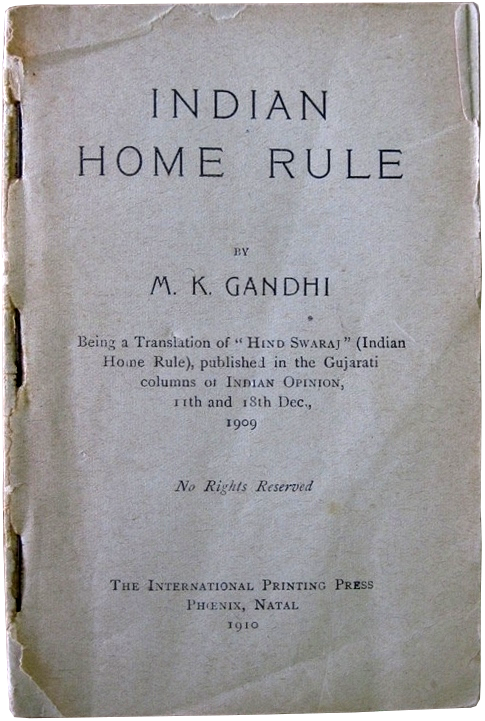 INDIAN
HOME RULE
BY
M. K. GANDHI
Being a Translation of “ HIND SWARAJ ” (Indian
Home Rule), published in the Gujarati
columns of INDIAN OPINION,
11th and 18th Dec.,
1909
No Rights Reserved
THE INTERNATIONAL PRINTING PRESS
PHŒNIX, NATAL
1910